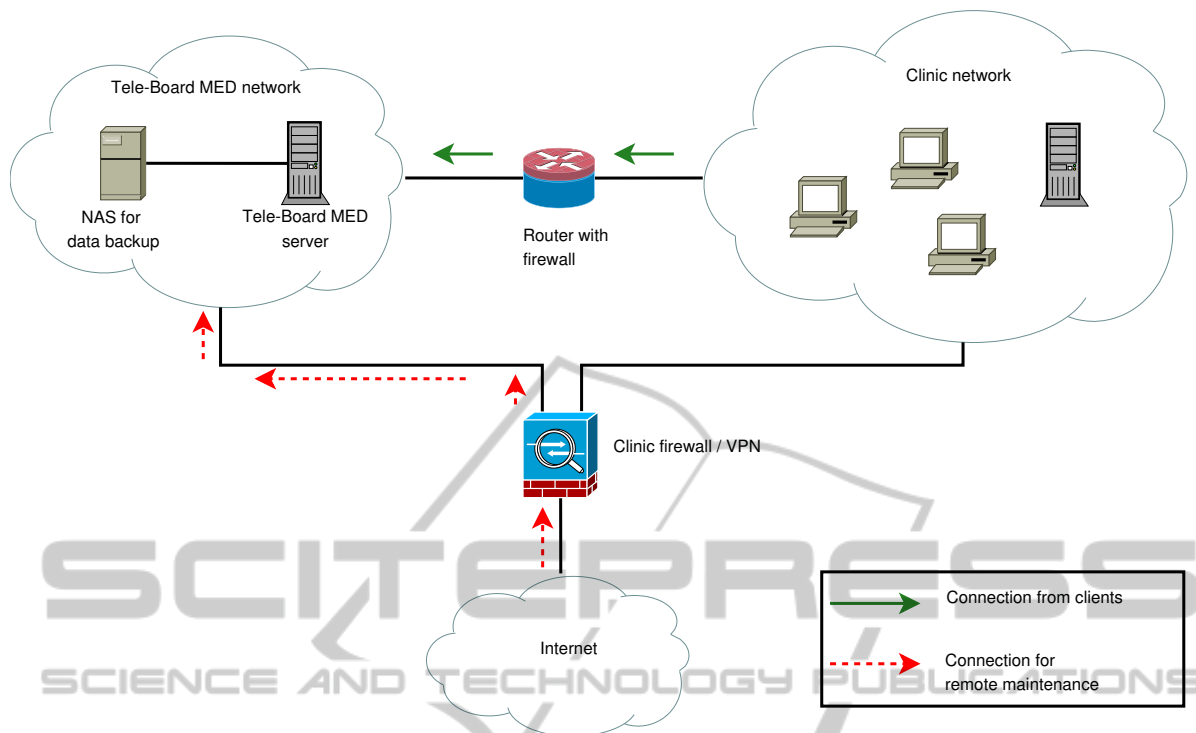 Tele-Board MED network
Clinic network
NAS for
data backup
Tele-Board MED
server
Router with
firewall
Clinic firewall / VPN
Internet
Connection from clients
Connection for
remote maintenance
SCITEPRESS
SCIENCE AND TECHNOLOGY PUBLICATIONS